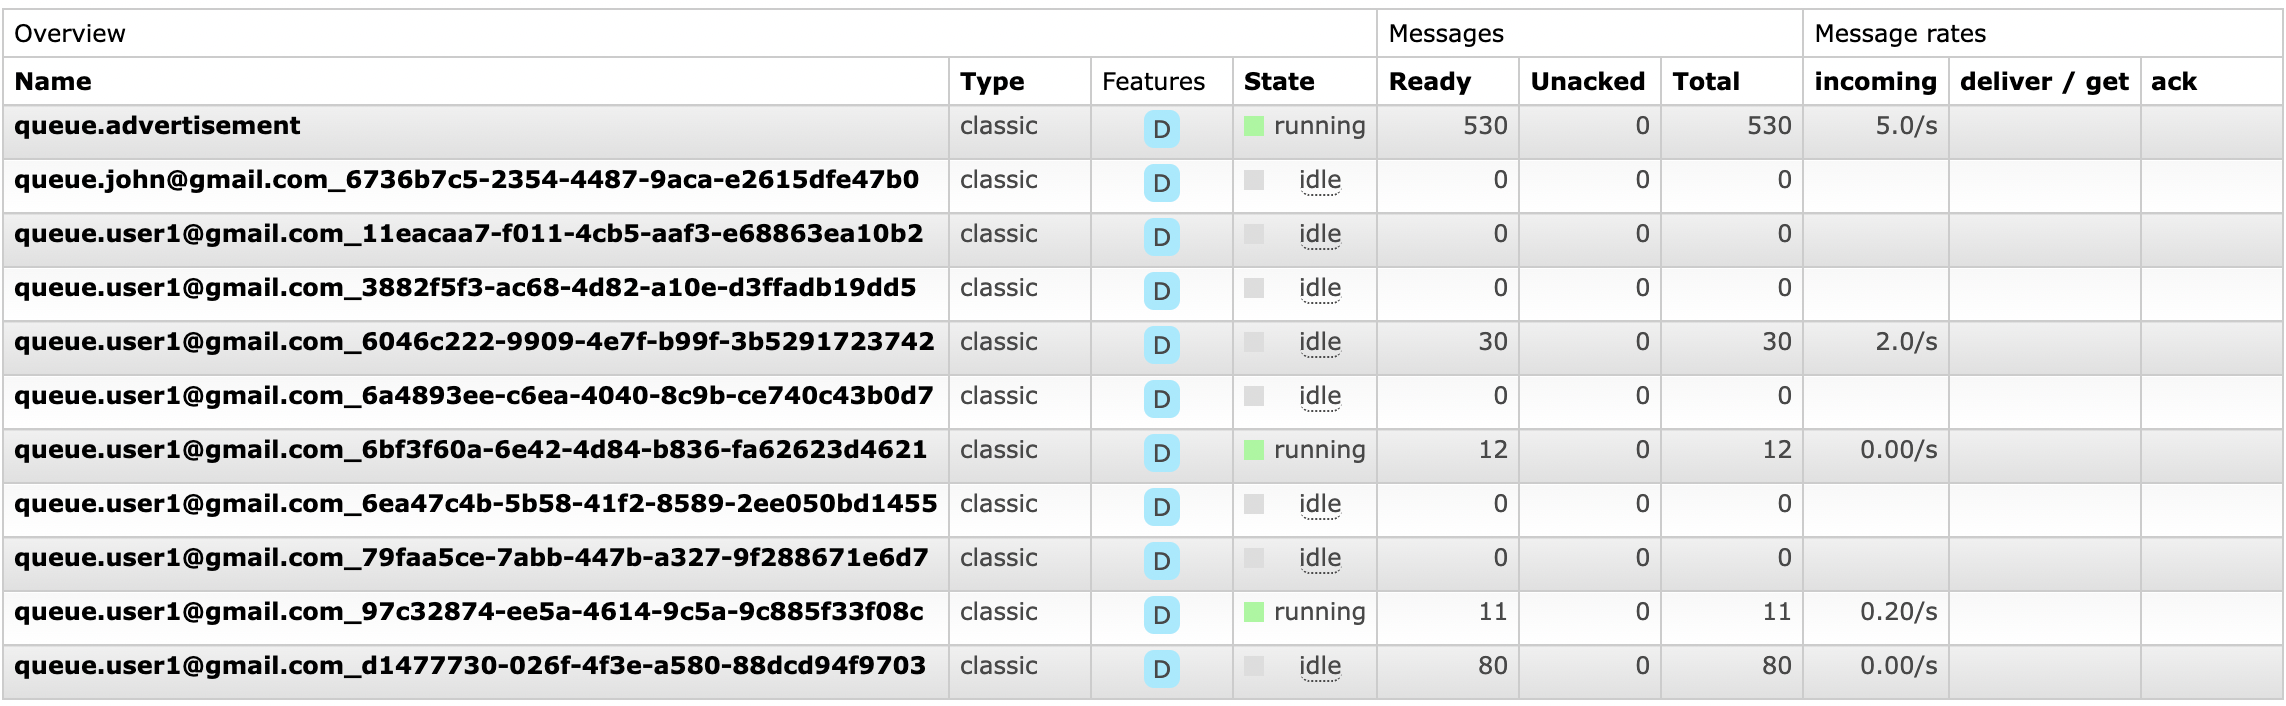 Overview Messages Message rates
Name Type Features State Ready Unacked Total incoming deliver / get ack
queue.advertisement classic D running 530 0 530 5.0/s
queue.john@gmail.com_6736b7c5-2354-4487-9aca-e2615dfe47b0 classic D idle 0 0 0
queue.user1@gmail.com_11eacaa7-f011-4cb5-aaf3-e68863ea10b2 classic D idle 0 0 0
queue.user1@gmail.com_3882f5f3-ac68-4d82-a10e-d3ffadb19dd5 classic D idle 0 0 0
queue.user1@gmail.com_6046c222-9909-4e7f-b99f-3b5291723742 classic D idle 30 0 30 2.0/s
queue.user1@gmail.com_6a4893ee-c6ea-4040-8c9b-ce740c43b0d7 classic D idle 0 0 0
queue.user1@gmail.com_6bf3f60a-6e42-4d84-b836-fa62623d4621 classic D running 12 0 12 0.00/s
queue.user1@gmail.com_6ea47c4b-5b58-41f2-8589-2ee050bd1455 classic D idle 0 0 0
queue.user1@gmail.com_79faa5ce-7abb-447b-a327-9f288671e6d7 classic D idle 0 0 0
queue.user1@gmail.com_97c32874-ee5a-4614-9c5a-9c885f33f08c classic D running 11 0 11 0.20/s
queue.user1@gmail.com_d1477730-026f-4f3e-a580-88dcd94f9703 classic D idle 80 0 80 0.00/s